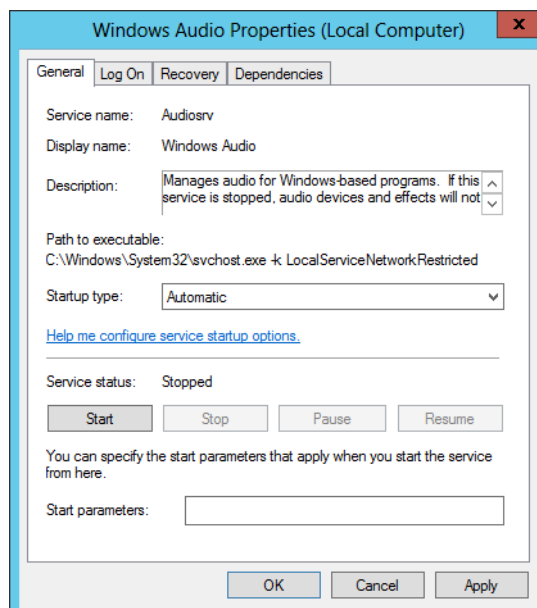 Windows Audio Properties (Local Computer)
x
General Log On Recovery Dependencies
Service name: Audiosrv
Display name: Windows Audio
Description: Manages audio for Windows-based programs. If this
service is stopped, audio devices and effects will not
Path to executable:
C:\Windows\System32\svchost.exe -k LocalServiceNetworkRestricted
Startup type: Automatic
Help me configure service startup options.
Service status: Stopped
Start Stop Pause Resume
You can specify the start parameters that apply when you start the service
from here.
Start parameters:
OK Cancel Apply